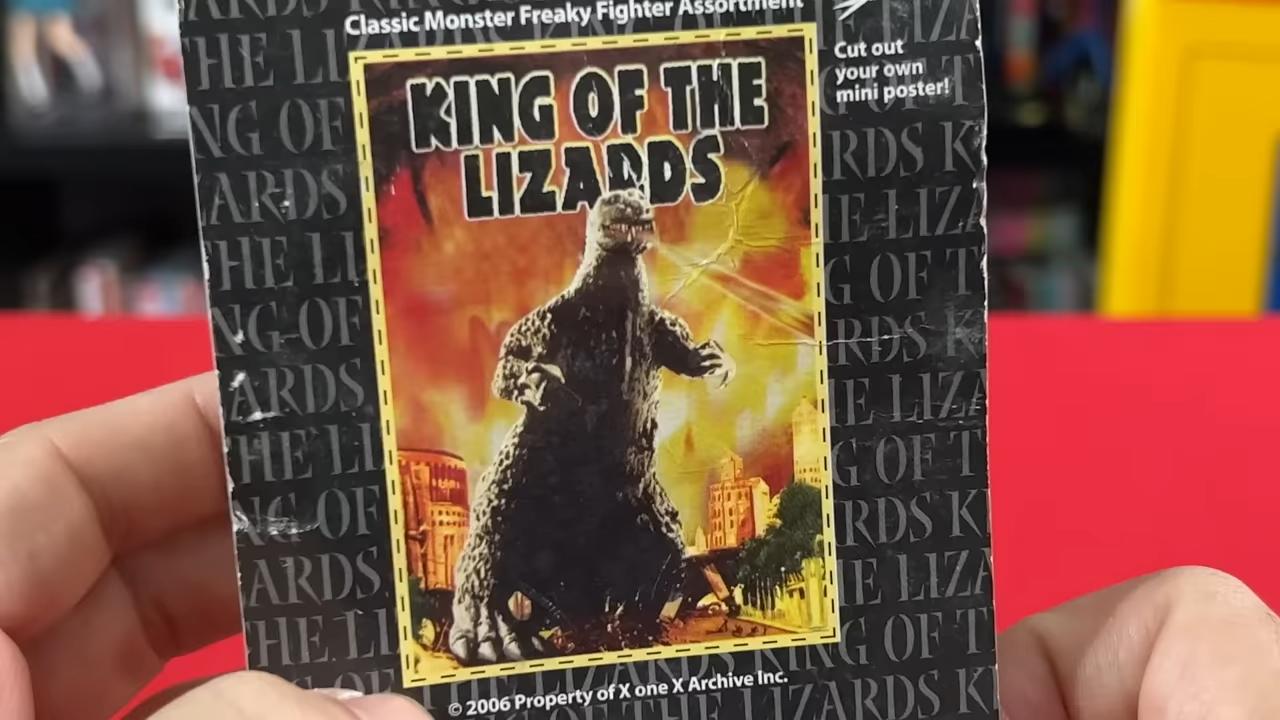 Classic Monster Freaky Fighter Assortment
Cut out
your own
mini poster!
KING OF THE
LIZARDS
© 2006 Property of X one X Archive Inc.